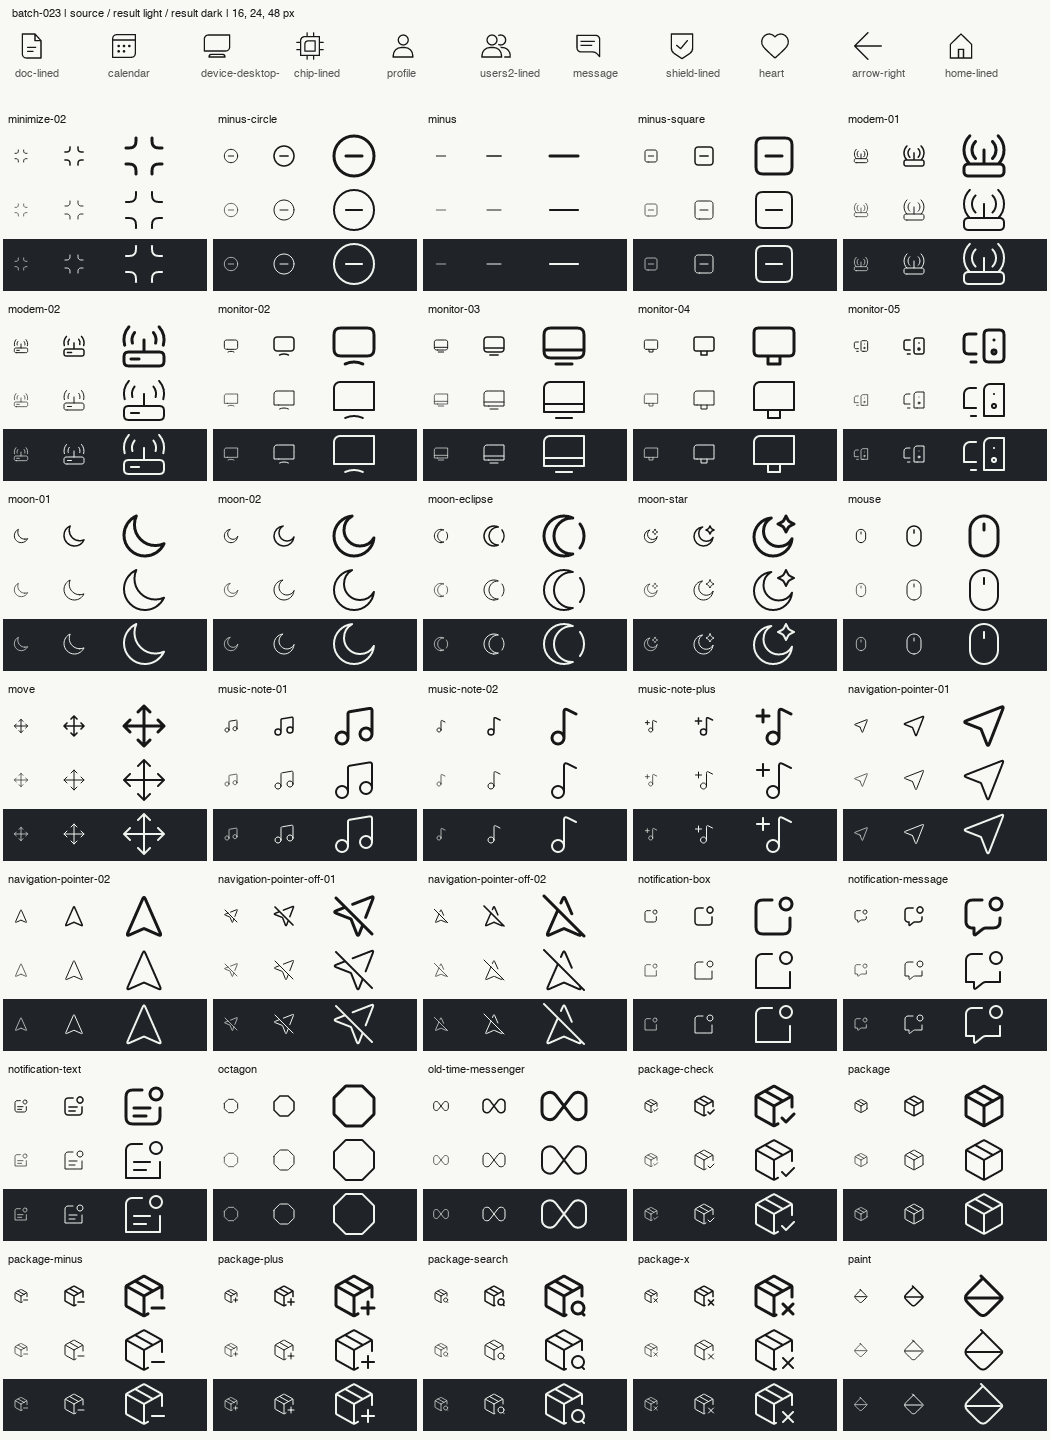 batch-023 | source / result light / result dark | 16, 24, 48 px
doc-lined calendar device-desktop- chip-lined profile users2-lined message shield-lined heart arrow-right home-lined
minimize-02 minus-circle minus minus-square modem-01
modem-02 monitor-02 monitor-03 monitor-04 monitor-05
moon-01 moon-02 moon-eclipse moon-star mouse
move music-note-01 music-note-02 music-note-plus navigation-pointer-01
navigation-pointer-02 navigation-pointer-off-01 navigation-pointer-off-02 notification-box notification-message
notification-text octagon old-time-messenger package-check package
package-minus package-plus package-search package-x paint